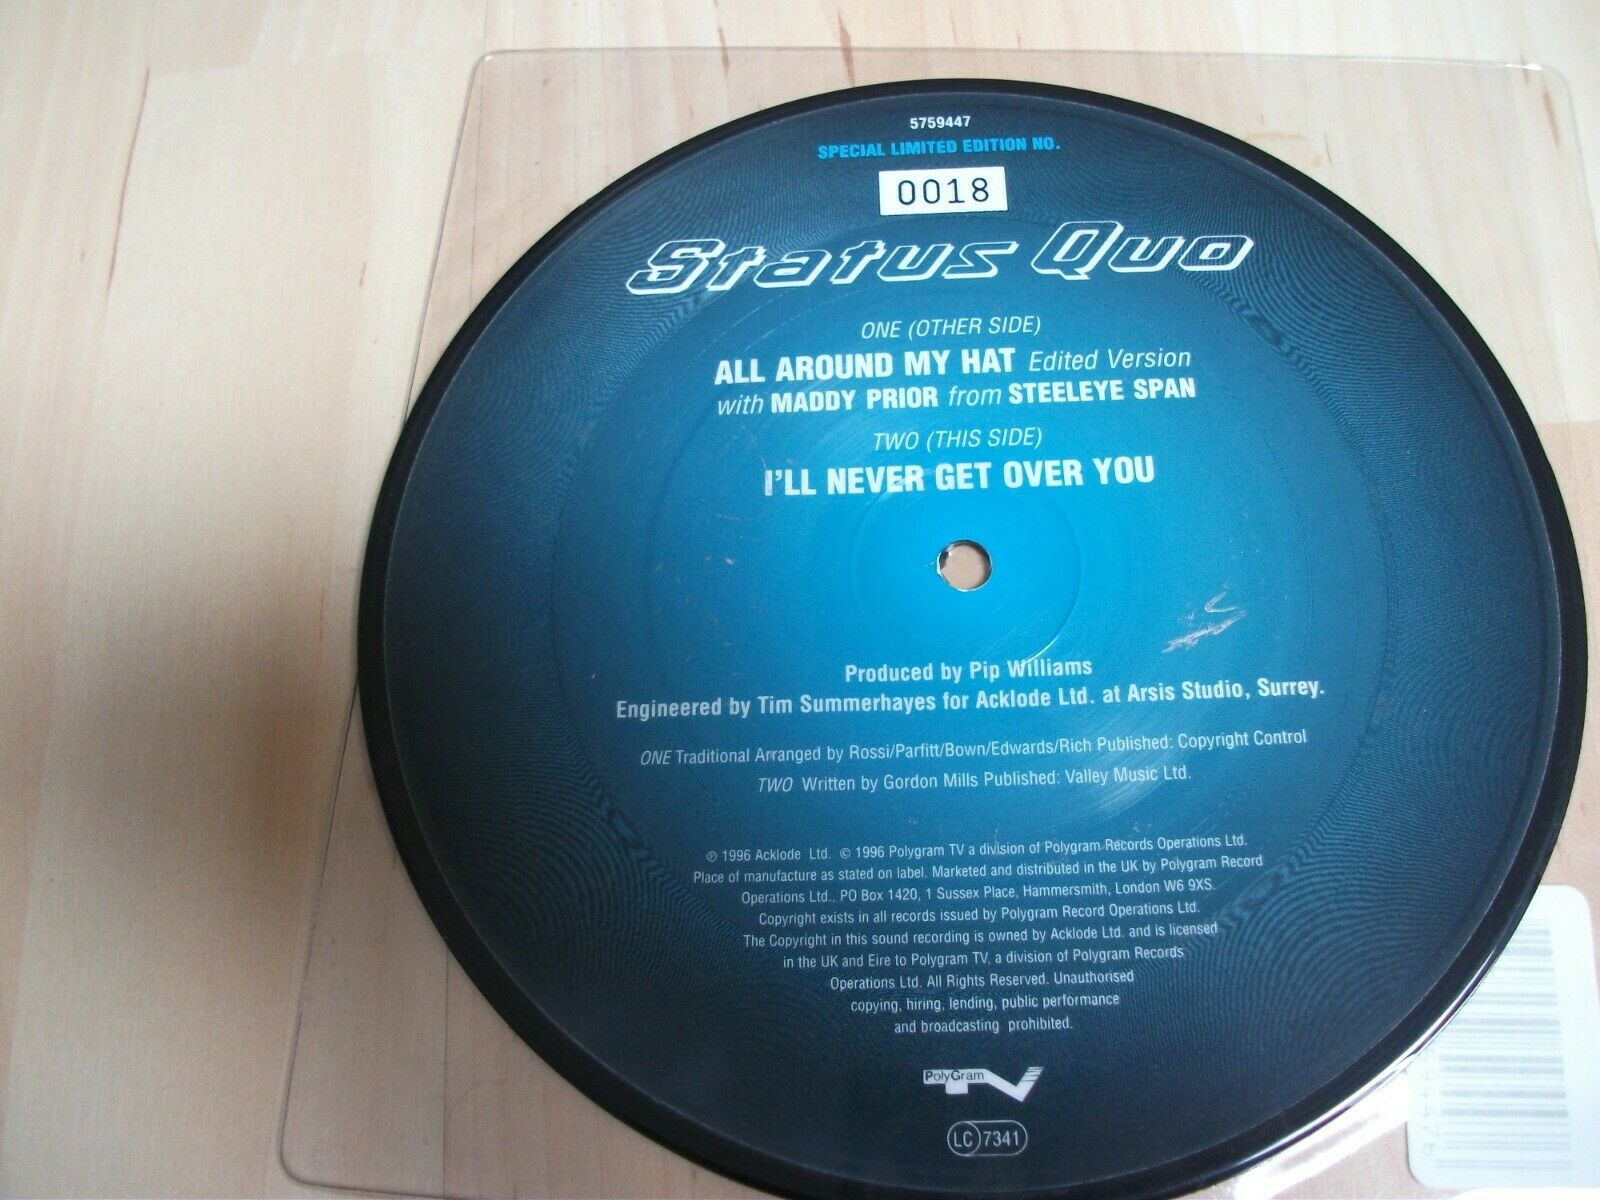 5759447
SPECIAL LIMITED EDITION NO.
0018
Status Quo
ONE (OTHER SIDE)
ALL AROUND MY HAT Edited Version
with MADDY PRIOR from STEELEYE SPAN
TWO (THIS SIDE)
I'LL NEVER GET OVER YOU
Produced by Pip Williams
Engineered by Tim Summerhayes for Acklode Ltd. at Arsis Studio, Surrey.
ONE Traditional Arranged by Rossi/Parfitt/Bown/Edwards/Rich Published: Copyright Control
TWO Written by Gordon Mills Published: Valley Music Ltd.
℗ 1996 Acklode Ltd. © 1996 Polygram TV a division of Polygram Records Operations Ltd.
Place of manufacture as stated on label. Marketed and distributed in the UK by Polygram Record
Operations Ltd., PO Box 1420, 1 Sussex Place, Hammersmith, London W6 9XS.
Copyright exists in all records issued by Polygram Record Operations Ltd.
The Copyright in this sound recording is owned by Acklode Ltd. and is licensed
in the UK and Eire to Polygram TV, a division of Polygram Records
Operations Ltd. All Rights Reserved. Unauthorised
copying, hiring, lending, public performance
and broadcasting prohibited.
PolyGram TV
LC 7341